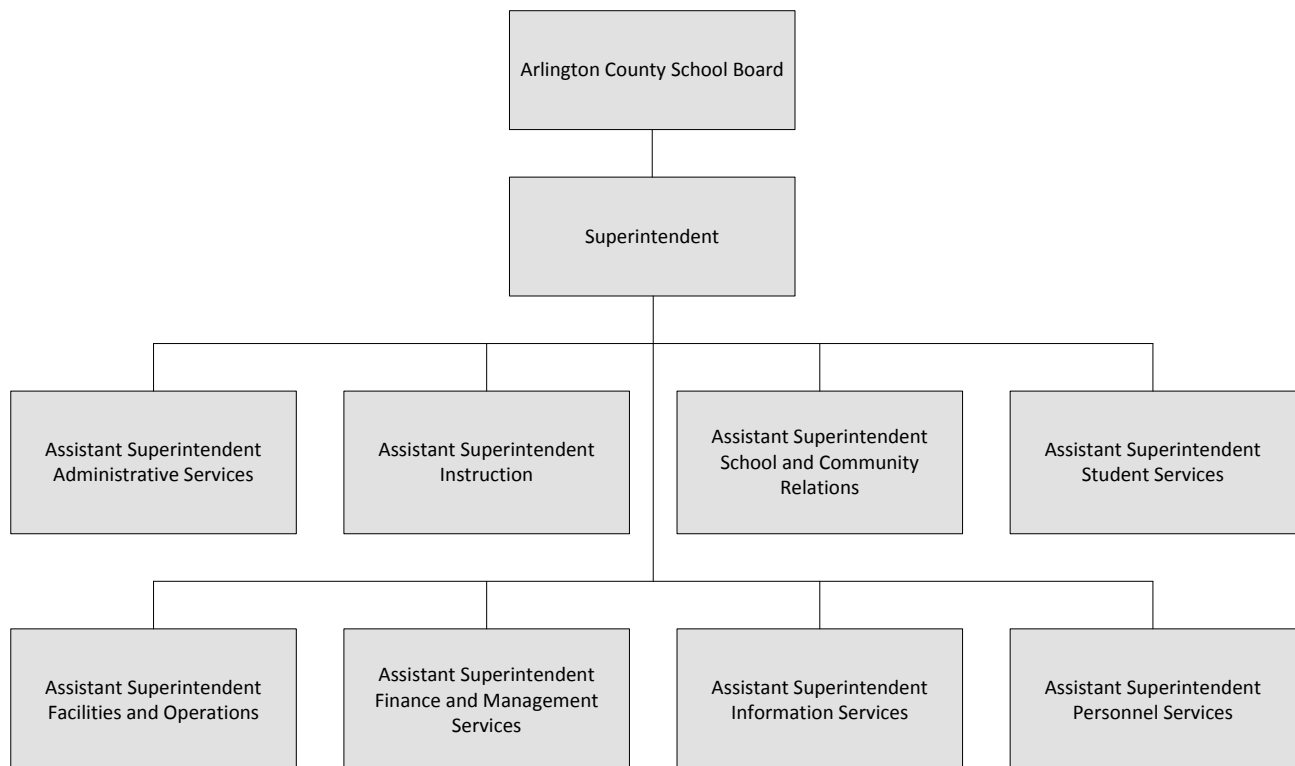 Arlington County School Board
Superintendent
Assistant Superintendent
Administrative Services
Assistant Superintendent
Instruction
Assistant Superintendent
School and Community
Relations
Assistant Superintendent
Student Services
Assistant Superintendent
Facilities and Operations
Assistant Superintendent
Finance and Management
Services
Assistant Superintendent
Information Services
Assistant Superintendent
Personnel Services